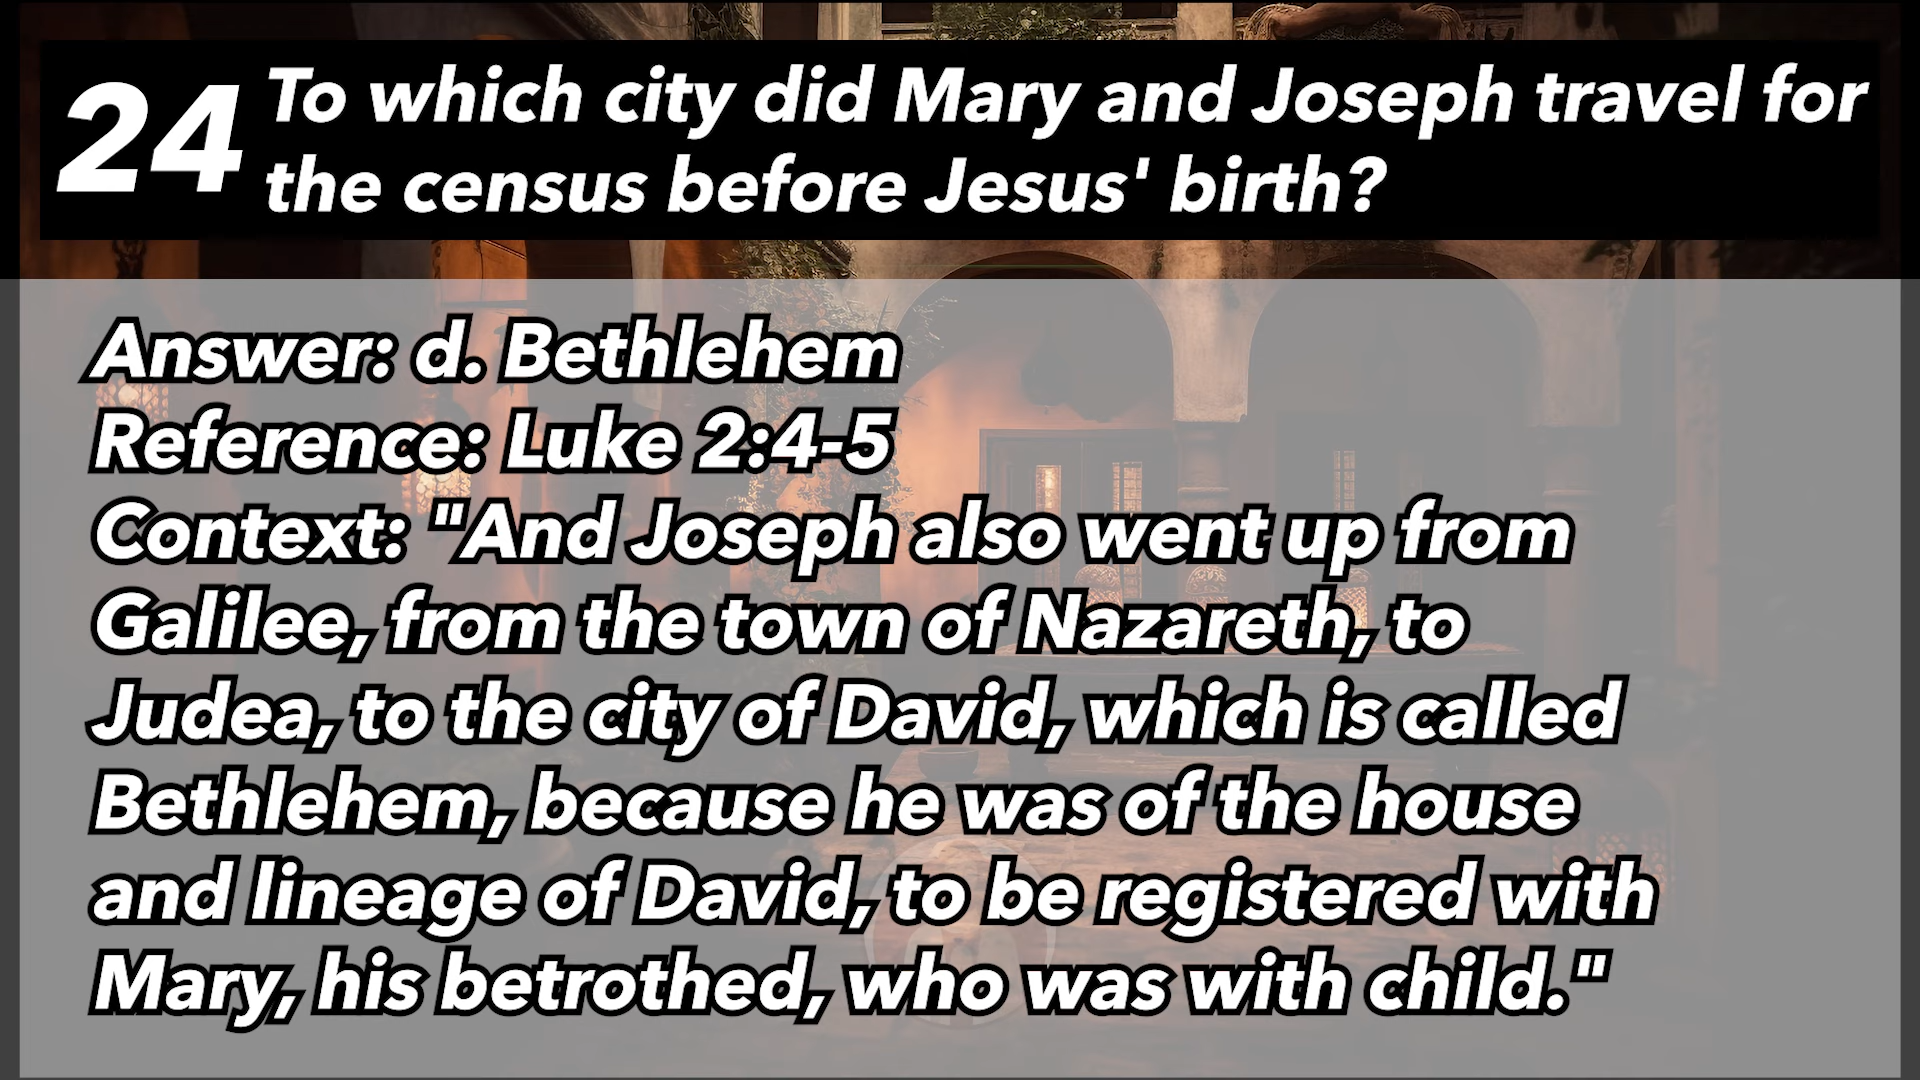 24
To which city did Mary and Joseph travel for
the census before Jesus' birth?
Answer: d. Bethlehem
Reference: Luke 2:4-5
Context: "And Joseph also went up from
Galilee, from the town of Nazareth, to
Judea, to the city of David, which is called
Bethlehem, because he was of the house
and lineage of David, to be registered with
Mary, his betrothed, who was with child."